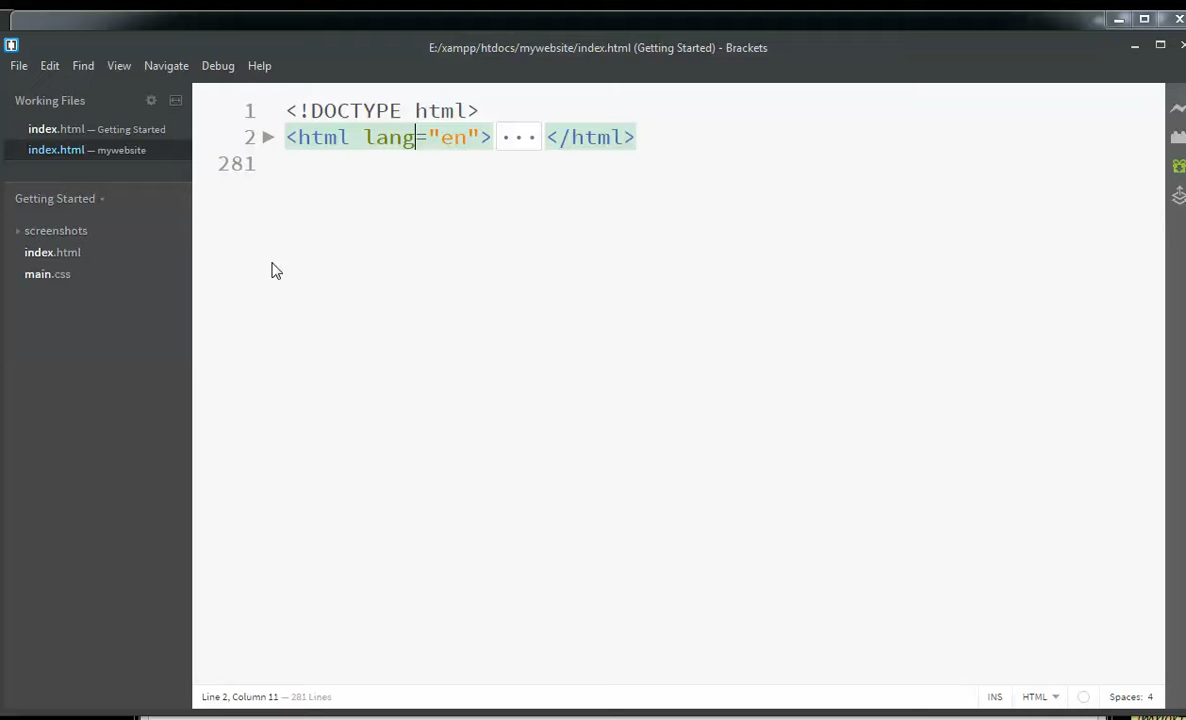 E:/xampp/htdocs/mywebsite/index.html (Getting Started) - Brackets
File Edit Find View Navigate Debug Help
Working Files
index.html — Getting Started
index.html — mywebsite
Getting Started
screenshots
index.html
main.css
1 <!DOCTYPE html>
2 <html lang="en"> ··· </html>
281
Line 2, Column 11 — 281 Lines
INS HTML Spaces: 4